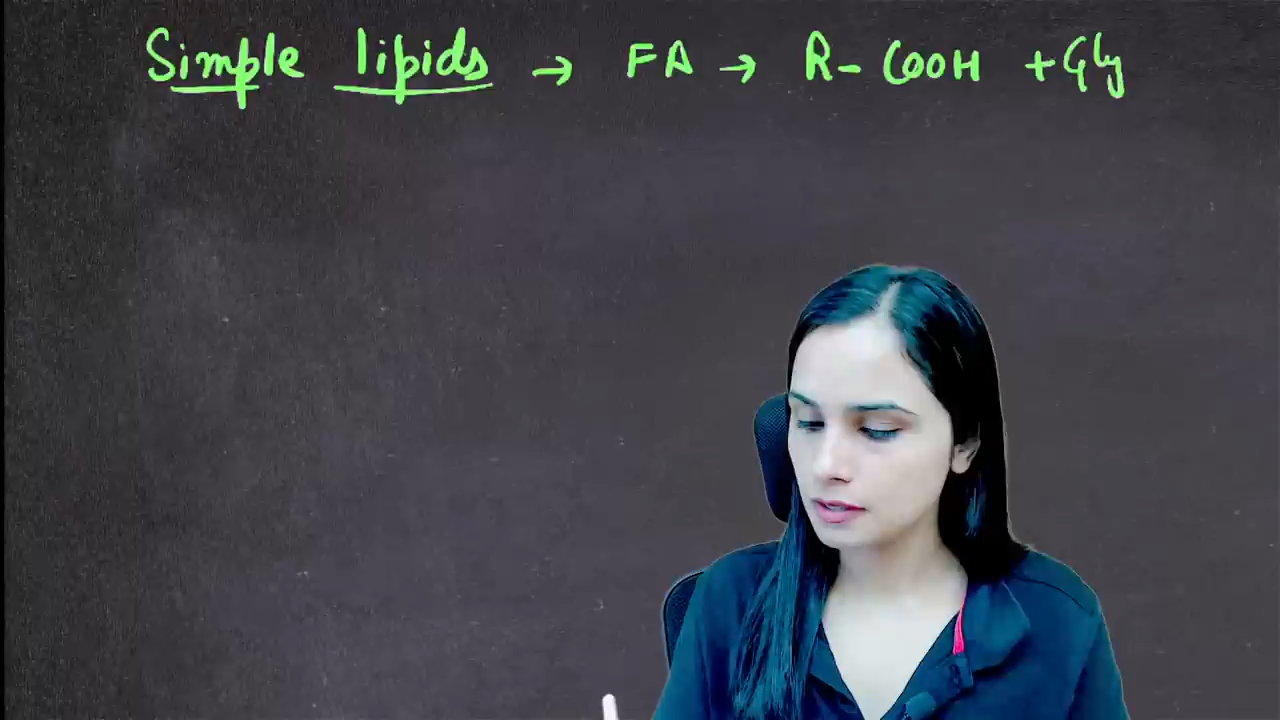 Simple lipids → FA → R- COOH + Gly